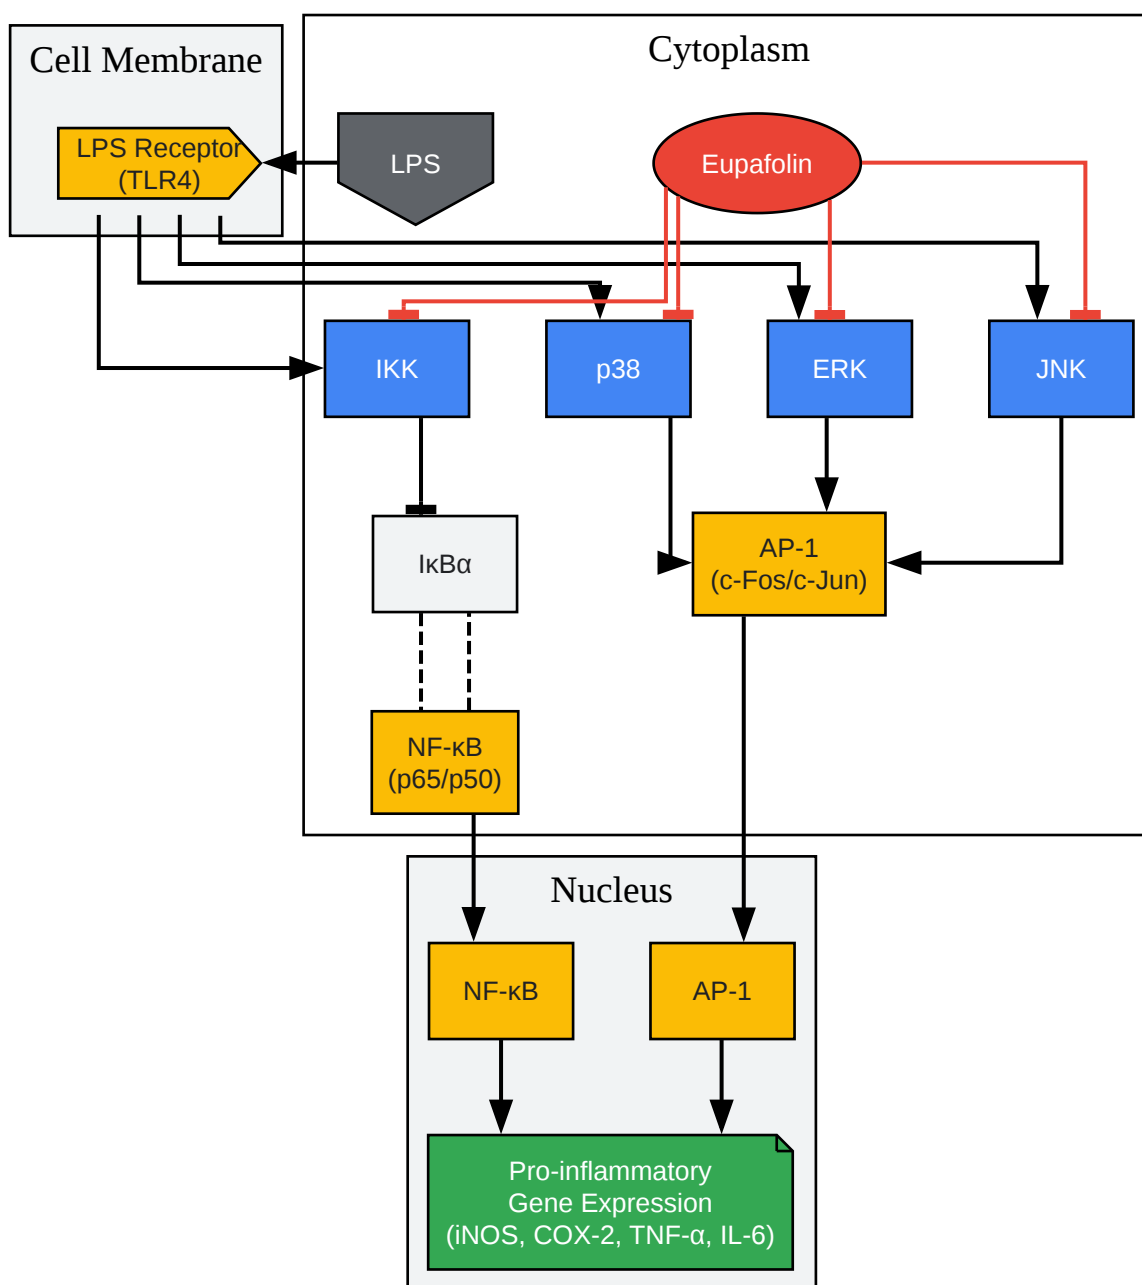 Cell Membrane
Cytoplasm
LPS Receptor
(TLR4)
LPS
Eupafolin
IKK
p38
ERK
JNK
IκBα
AP-1
(c-Fos/c-Jun)
NF-κB
(p65/p50)
Nucleus
NF-κB
AP-1
Pro-inflammatory
Gene Expression
(iNOS, COX-2, TNF-α, IL-6)